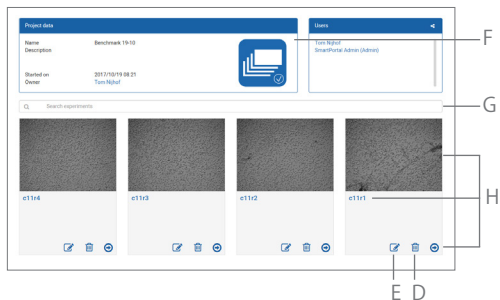 Project data
Users
Name Benchmark 19-10
Description
Started on 2017/10/19 08:21
Owner Tom Nijhof
Tom Nijhof
SmartPortal Admin (Admin)
F
Search experiments
G
c11r4
c11r3
c11r2
c11r1
H
E
D